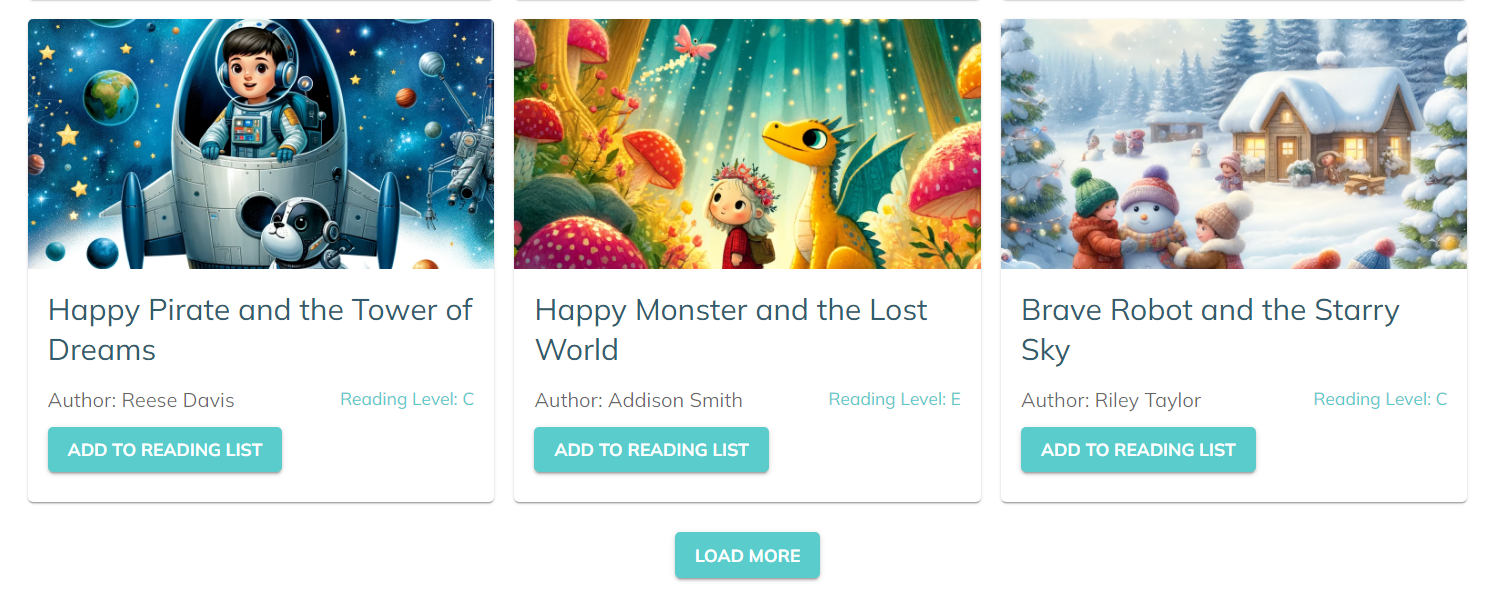 Happy Pirate and the Tower of
Dreams
Author: Reese Davis
Reading Level: C
ADD TO READING LIST
Happy Monster and the Lost
World
Author: Addison Smith
Reading Level: E
ADD TO READING LIST
Brave Robot and the Starry
Sky
Author: Riley Taylor
Reading Level: C
ADD TO READING LIST
LOAD MORE